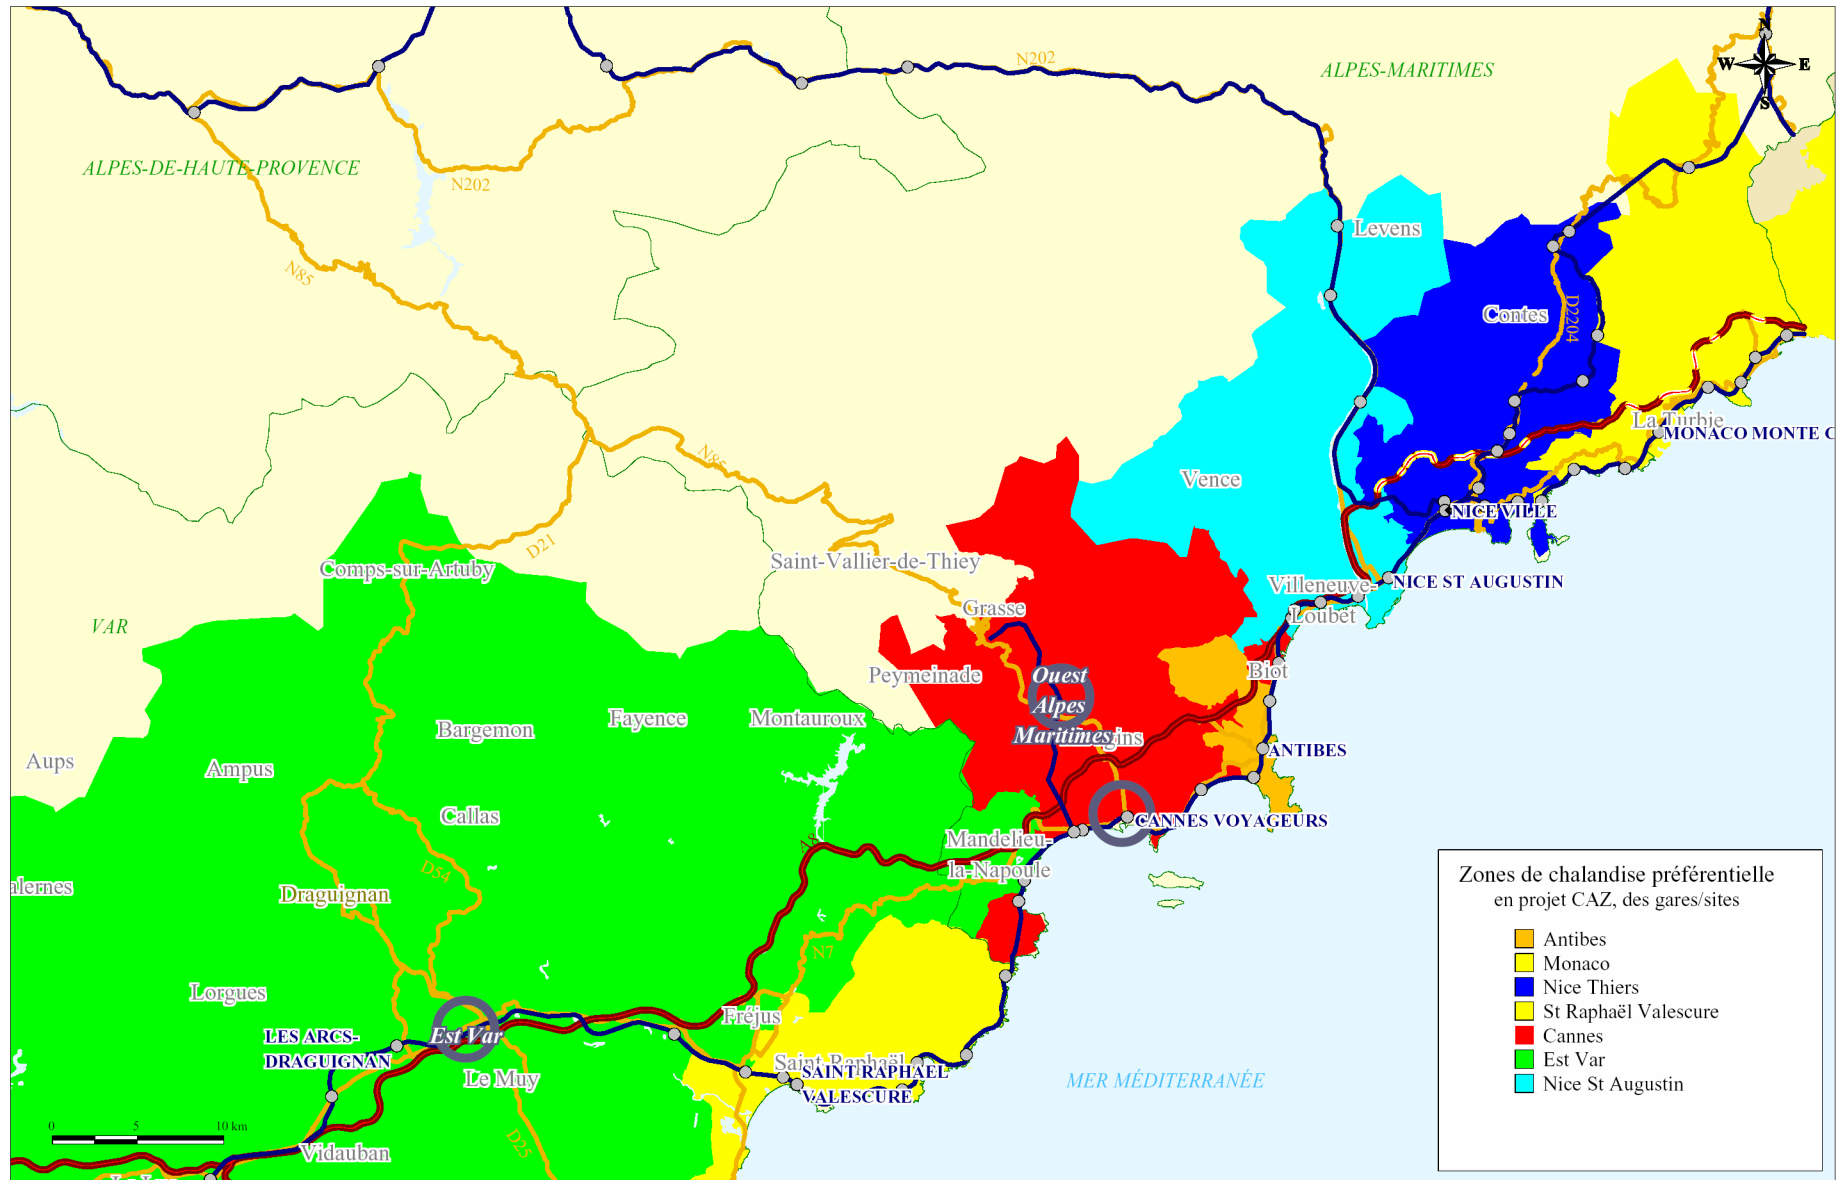 N
W
E
S
N202
ALPES-MARITIMES
ALPES-DE-HAUTE-PROVENCE
N202
N85
Levens
Contes
D2204
La Turbie
MONACO MONTE C
N85
Vence
NICE VILLE
D21
Comps-sur-Artuby
Saint-Vallier-de-Thiey
Villeneuve-
Loubet
NICE ST AUGUSTIN
Grasse
VAR
Peymeinade
Ouest
Alpes
Maritimes
gins
Biot
Bargemon
Fayence
Montauroux
ANTIBES
Aups
Ampus
Callas
CANNES VOYAGEURS
Mandelieu-
la-Napoule
D54
alernes
Draguignan
N7
Lorgues
Fréjus
Est Var
LES ARCS-
DRAGUIGNAN
Le Muy
Saint-Raphaël
SAINT RAPHAEL
VALESCURE
MER MÉDITERRANÉE
0 5 10 km
D25
Vidauban
Zones de chalandise préférentielle
en projet CAZ, des gares/sites
Antibes
Monaco
Nice Thiers
St Raphaël Valescure
Cannes
Est Var
Nice St Augustin